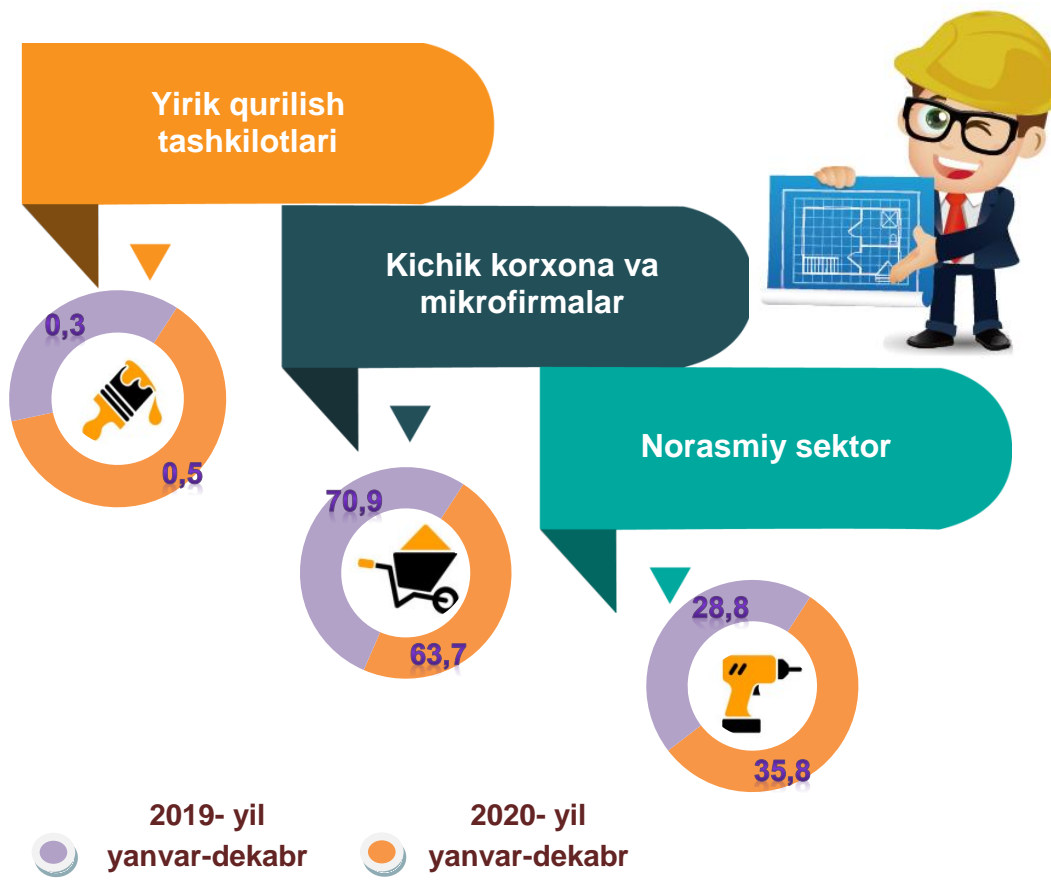 Yirik qurilish
tashkilotlari
Kichik korxona va
mikrofirmalar
Norasmiy sektor
0,3
0,5
70,9
63,7
28,8
35,8
2019- yil
yanvar-dekabr
2020- yil
yanvar-dekabr